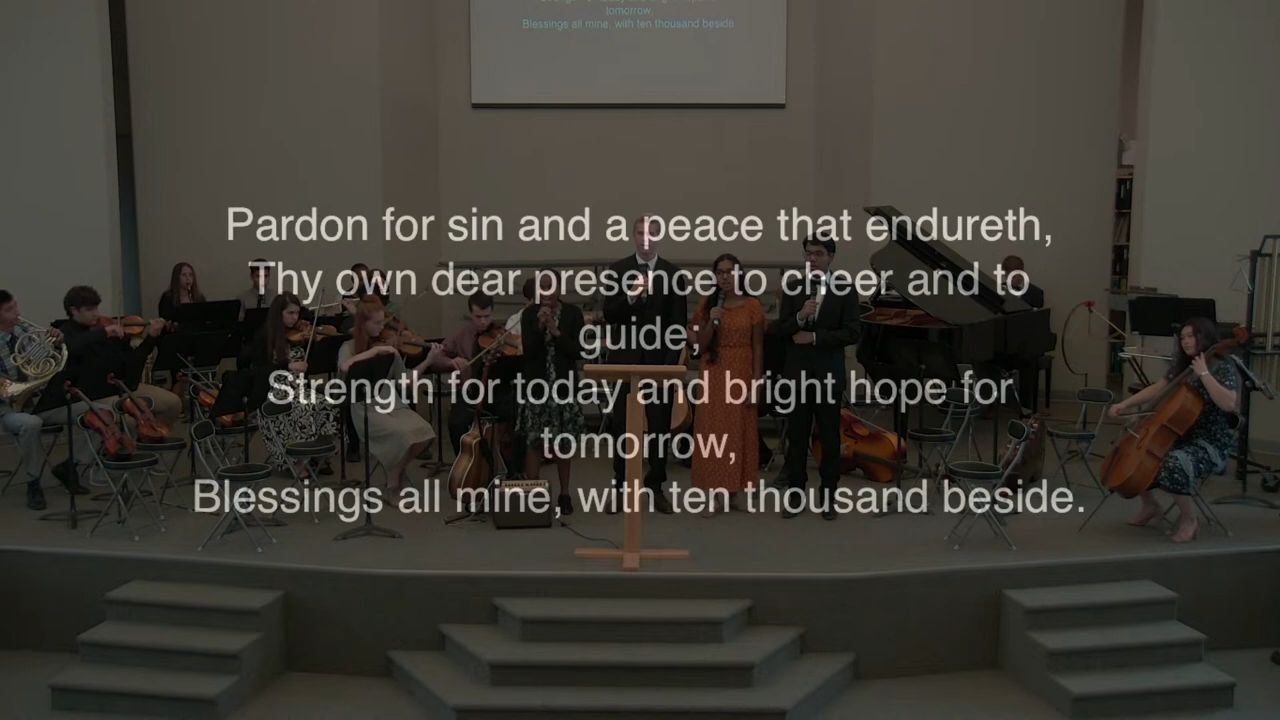 tomorrow,
Blessings all mine, with ten thousand beside.
Pardon for sin and a peace that endureth,
Thy own dear presence to cheer and to
guide;
Strength for today and bright hope for
tomorrow,
Blessings all mine, with ten thousand beside.